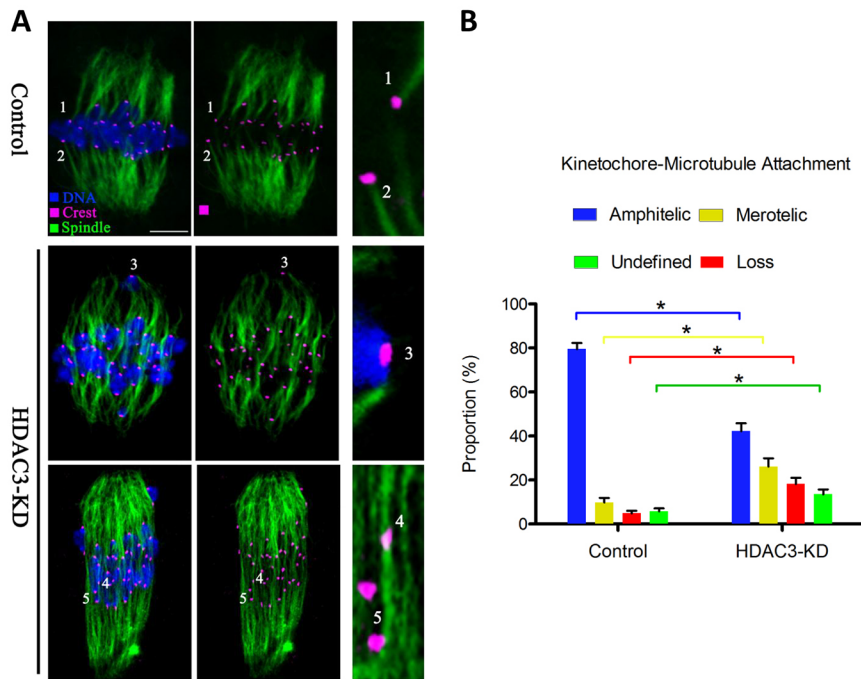 A
Control
1
2
DNA
Crest
Spindle
1
2
1
2
HDAC3-KD
3
3
3
4
5
4
5
4
5
B
Kinetochore-Microtubule Attachment
Amphitelic
Merotelic
Undefined
Loss
Proportion (%)
100
80
60
40
20
0
*
*
*
*
Control
HDAC3-KD